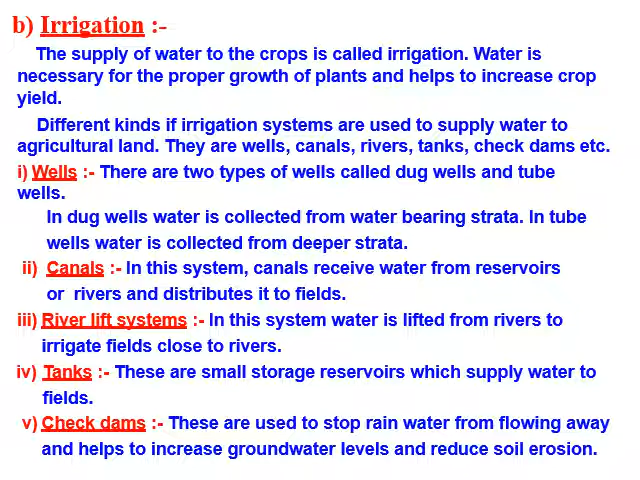 b) Irrigation :-
The supply of water to the crops is called irrigation. Water is
necessary for the proper growth of plants and helps to increase crop
yield.
Different kinds if irrigation systems are used to supply water to
agricultural land. They are wells, canals, rivers, tanks, check dams etc.
i) Wells :- There are two types of wells called dug wells and tube
wells.
In dug wells water is collected from water bearing strata. In tube
wells water is collected from deeper strata.
ii) Canals :- In this system, canals receive water from reservoirs
or rivers and distributes it to fields.
iii) River lift systems :- In this system water is lifted from rivers to
irrigate fields close to rivers.
iv) Tanks :- These are small storage reservoirs which supply water to
fields.
v) Check dams :- These are used to stop rain water from flowing away
and helps to increase groundwater levels and reduce soil erosion.